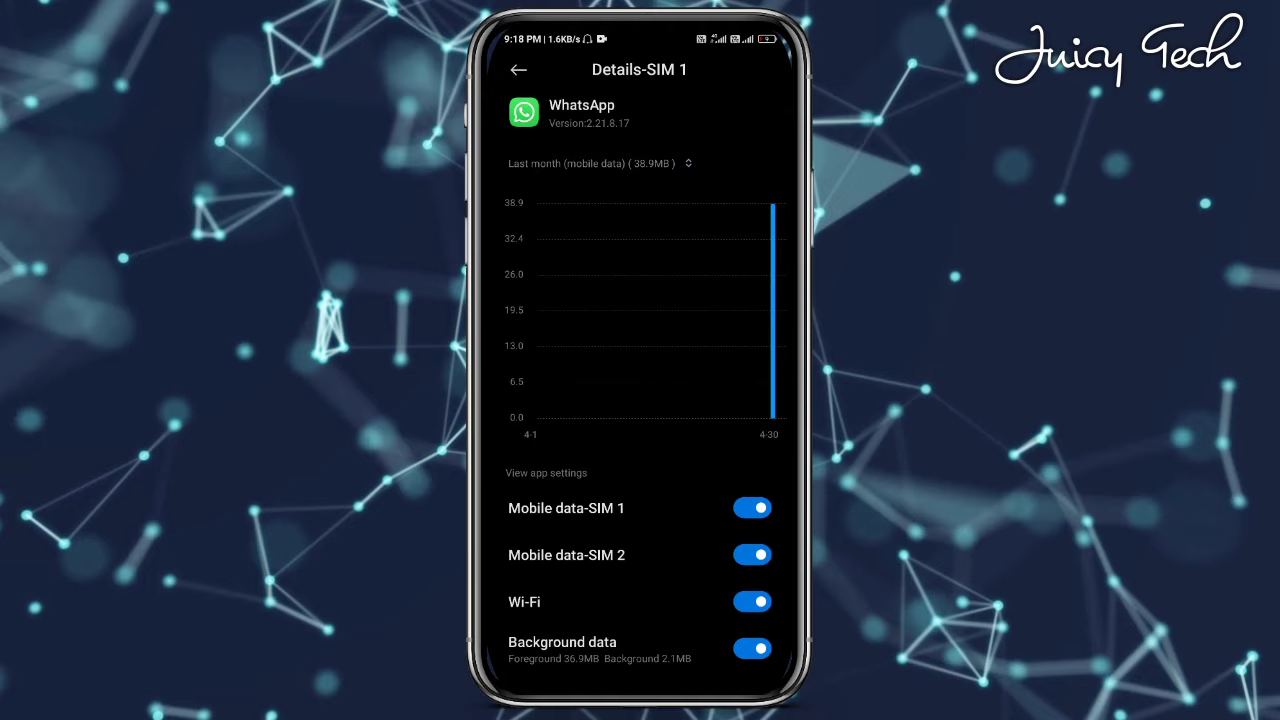 Juicy Tech
9:18 PM | 1.6KB/s
9
Details-SIM 1
WhatsApp
Version:2.21.8.17
Last month (mobile data) ( 38.9MB )
38.9
32.4
26.0
19.5
13.0
6.5
0.0
4-1
4-30
View app settings
Mobile data-SIM 1
Mobile data-SIM 2
Wi-Fi
Background data
Foreground 36.9MB Background 2.1MB